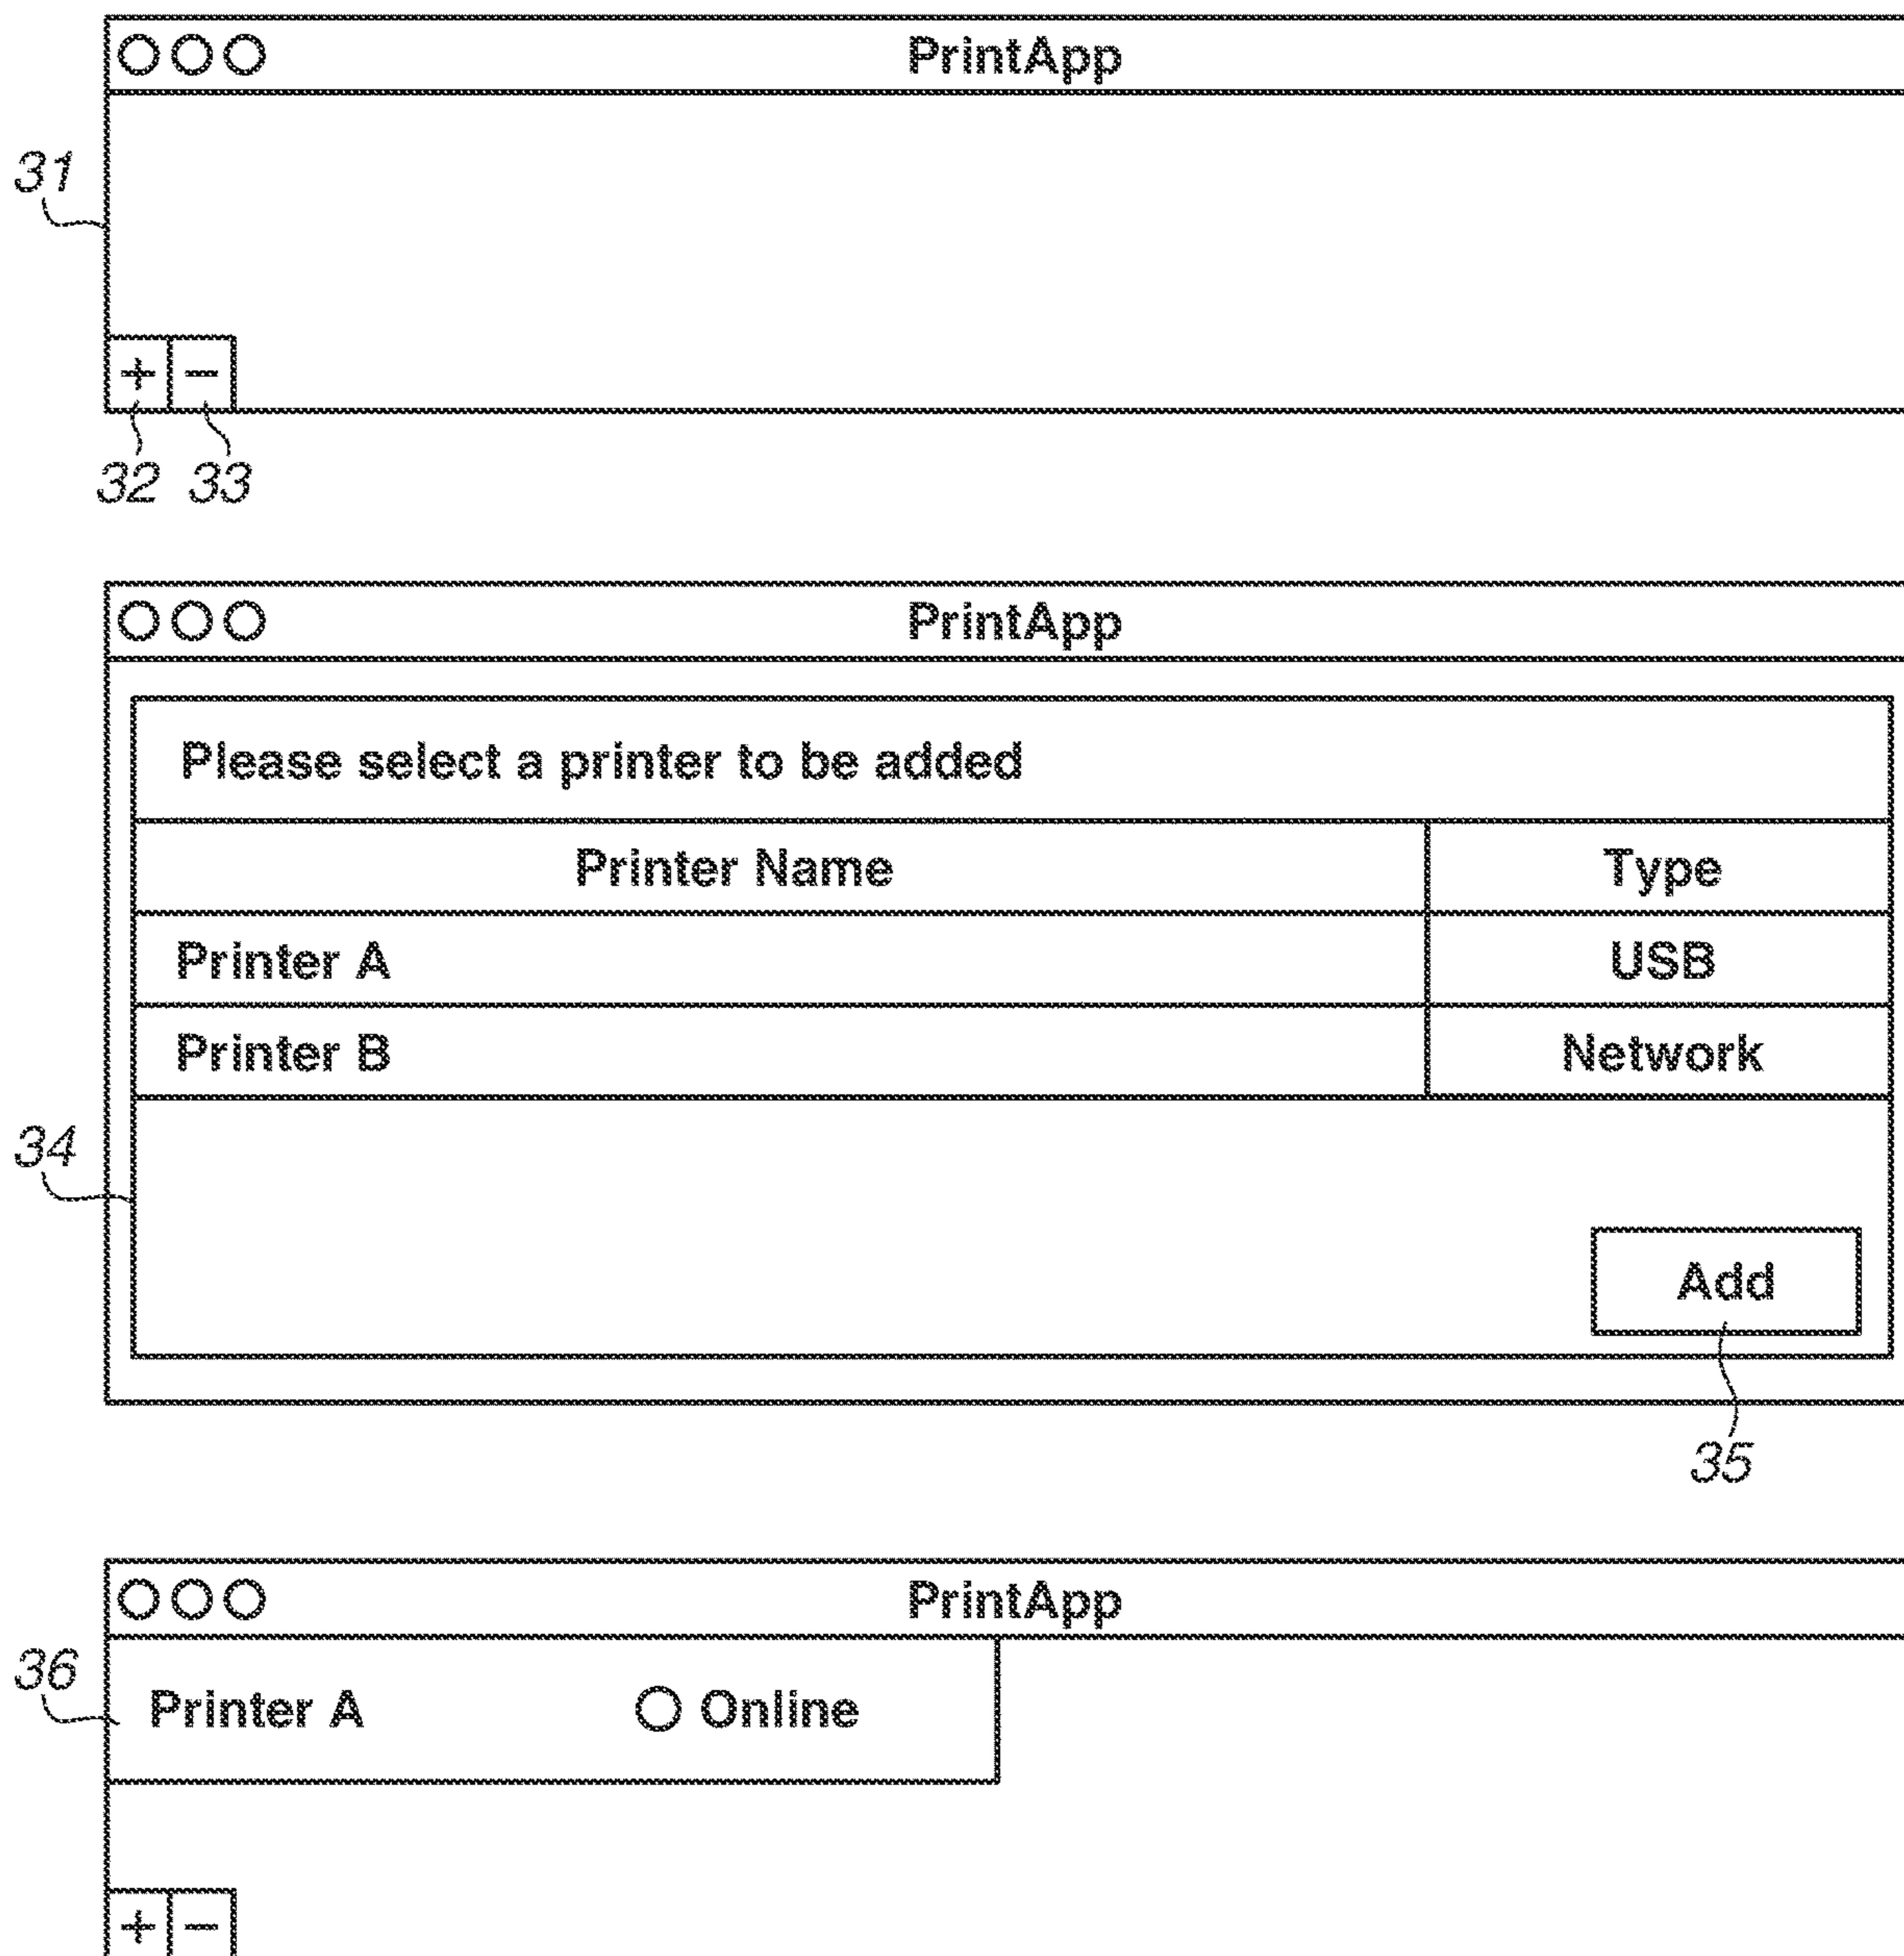 PrintApp
31
+ −
32 33
PrintApp
Please select a printer to be added
Printer Name Type
Printer A USB
Printer B Network
34
Add
35
PrintApp
36
Printer A Online
+ −